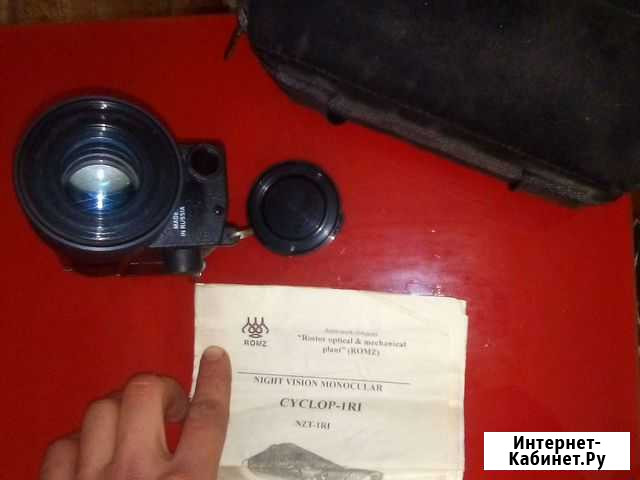 MADE
IN RUSSIA
ROMZ
"Rostov optical & mechanical
plant" (ROMZ)
NIGHT VISION MONOCULAR
CYCLOP-1RI
NZT-1RI
Интернет-
Кабинет.Ру